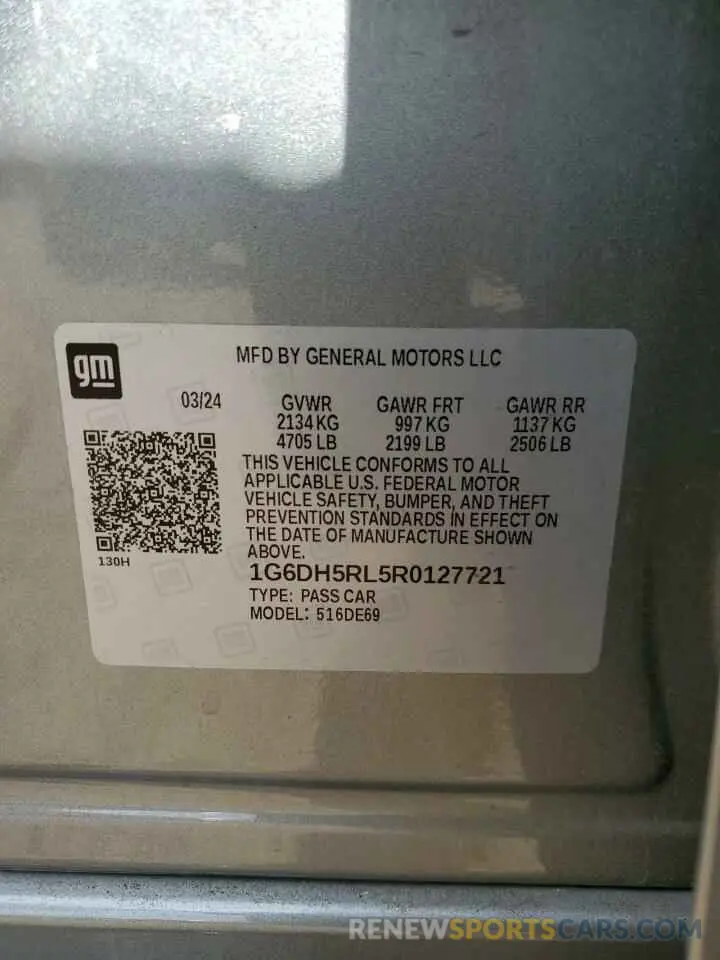 gm
MFD BY GENERAL MOTORS LLC
03/24 GVWR GAWR FRT GAWR RR
2134 KG 997 KG 1137 KG
4705 LB 2199 LB 2506 LB
THIS VEHICLE CONFORMS TO ALL
APPLICABLE U.S. FEDERAL MOTOR
VEHICLE SAFETY, BUMPER, AND THEFT
PREVENTION STANDARDS IN EFFECT ON
THE DATE OF MANUFACTURE SHOWN
ABOVE.
130H
1G6DH5RL5R0127721
TYPE: PASS CAR
MODEL: 516DE69
RENEWSPORTSCARS.COM